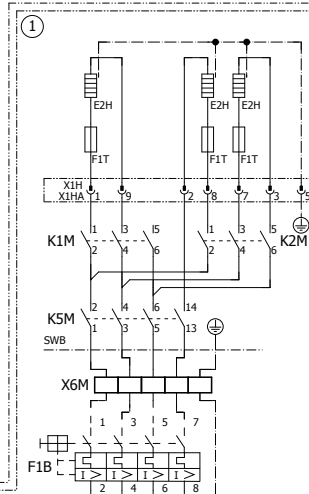 1
E2H E2H E2H
F1T F1T F1T
X1H
X1HA 1 9 2 8 7 3 5
1 3 5 1 3 5
K1M K2M
2 4 6 2 4 6
2 4 6 14
K5M
1 3 5 13
SWB
X6M
1 3 5 7
F1B
I > I > I > I >
2 4 6 8